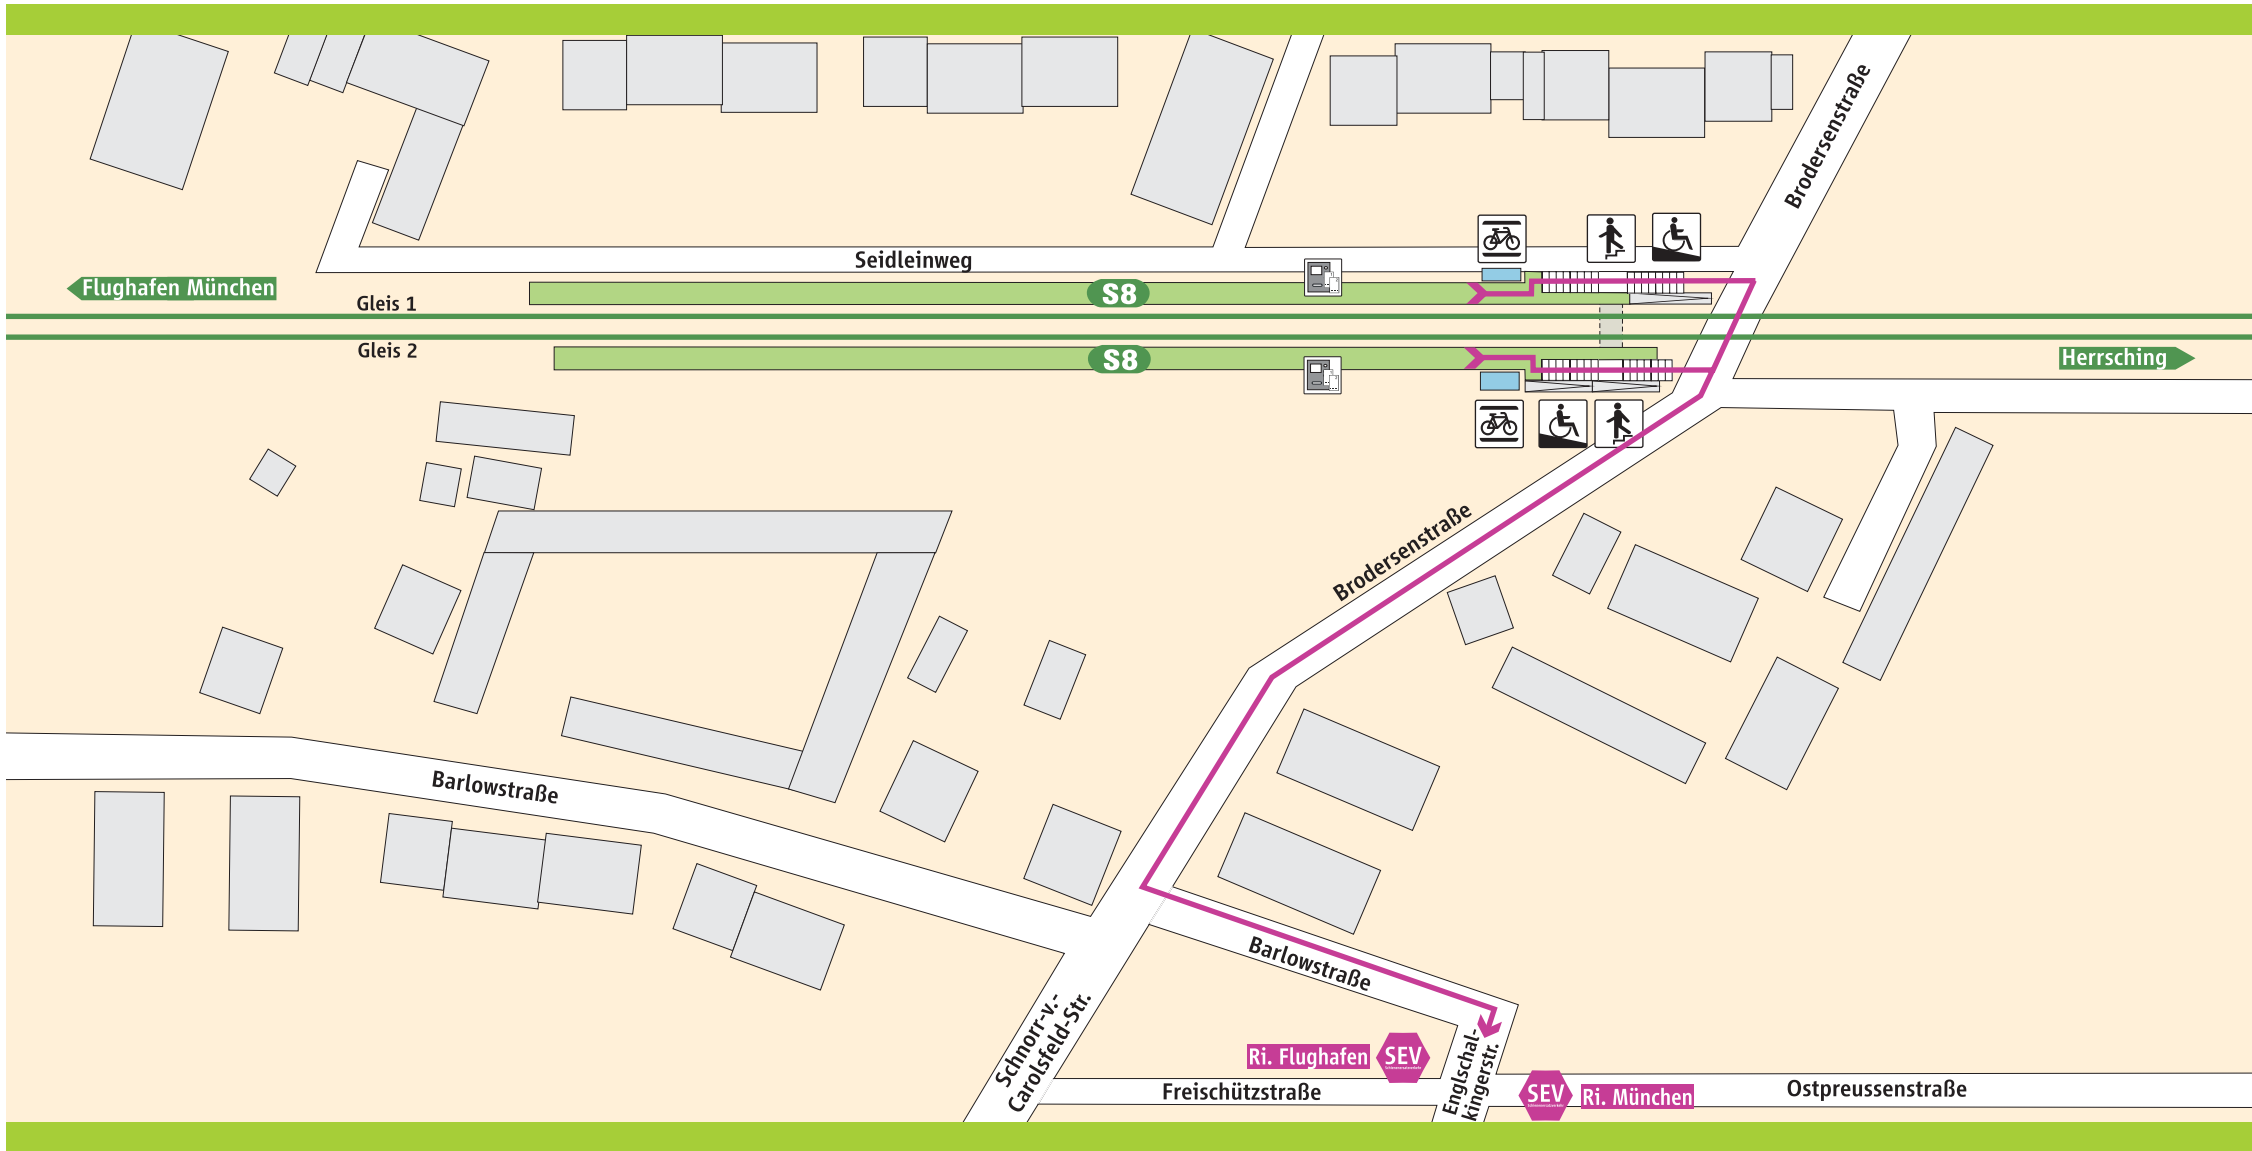 Brodersenstraße
Seidleinweg
Flughafen München
Gleis 1
S8
Gleis 2
S8
Herrsching
Brodersenstraße
Barlowstraße
Barlowstraße
Schnorr-v.-
Carolsfeld-Str.
Ri. Flughafen
SEV
Englschal-
kingerstr.
Freischützstraße
SEV
Ri. München
Ostpreussenstraße